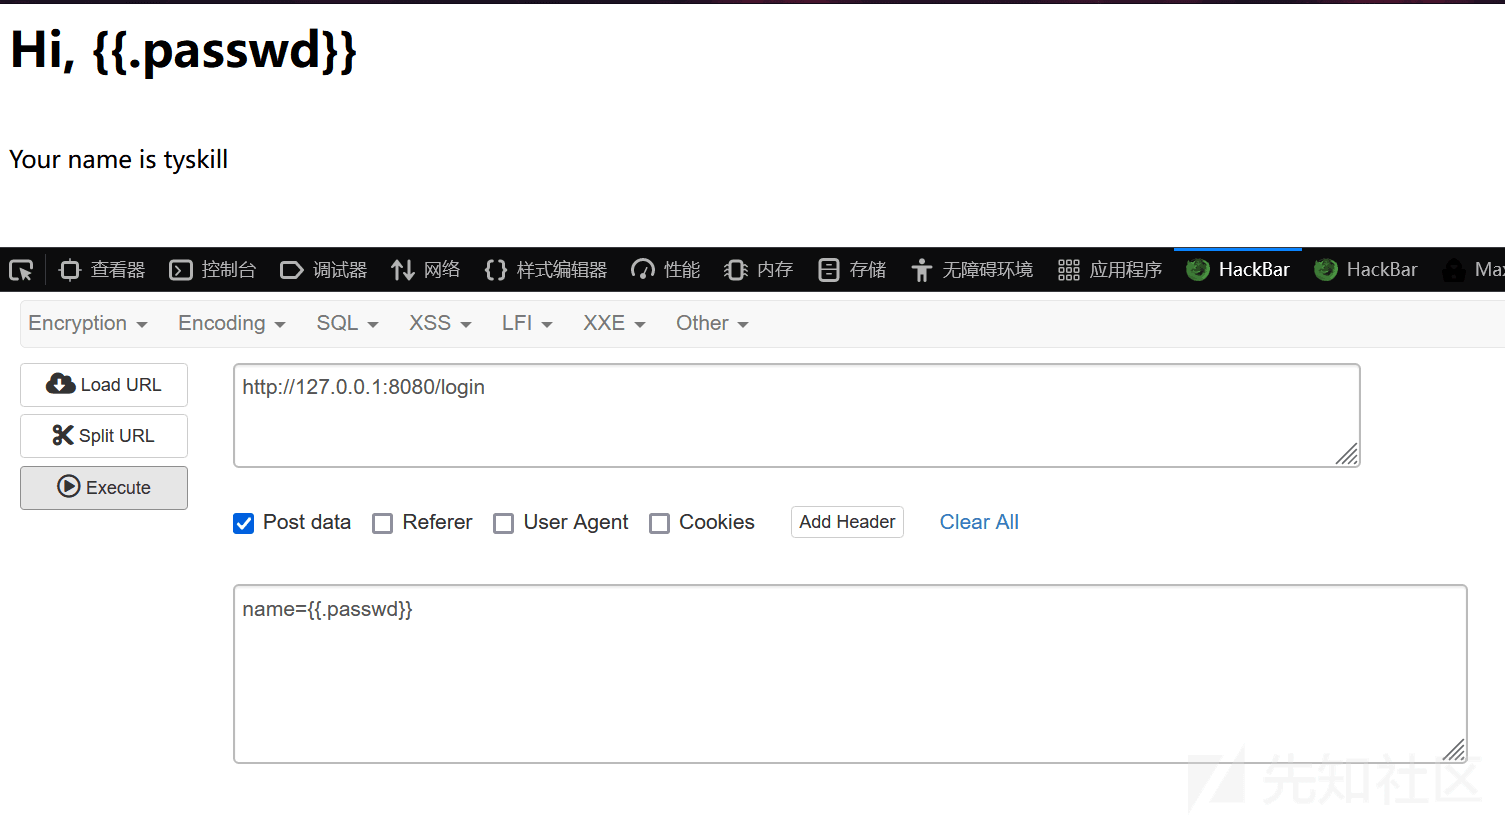 Hi, {{.passwd}}
Your name is tyskill
查看器 控制台 调试器 网络 {} 样式编辑器 性能 内存 存储 无障碍环境 应用程序 HackBar HackBar Max
Encryption Encoding SQL XSS LFI XXE Other
Load URL
http://127.0.0.1:8080/login
Split URL
Execute
Post data Referer User Agent Cookies Add Header Clear All
name={{.passwd}}
先知社区